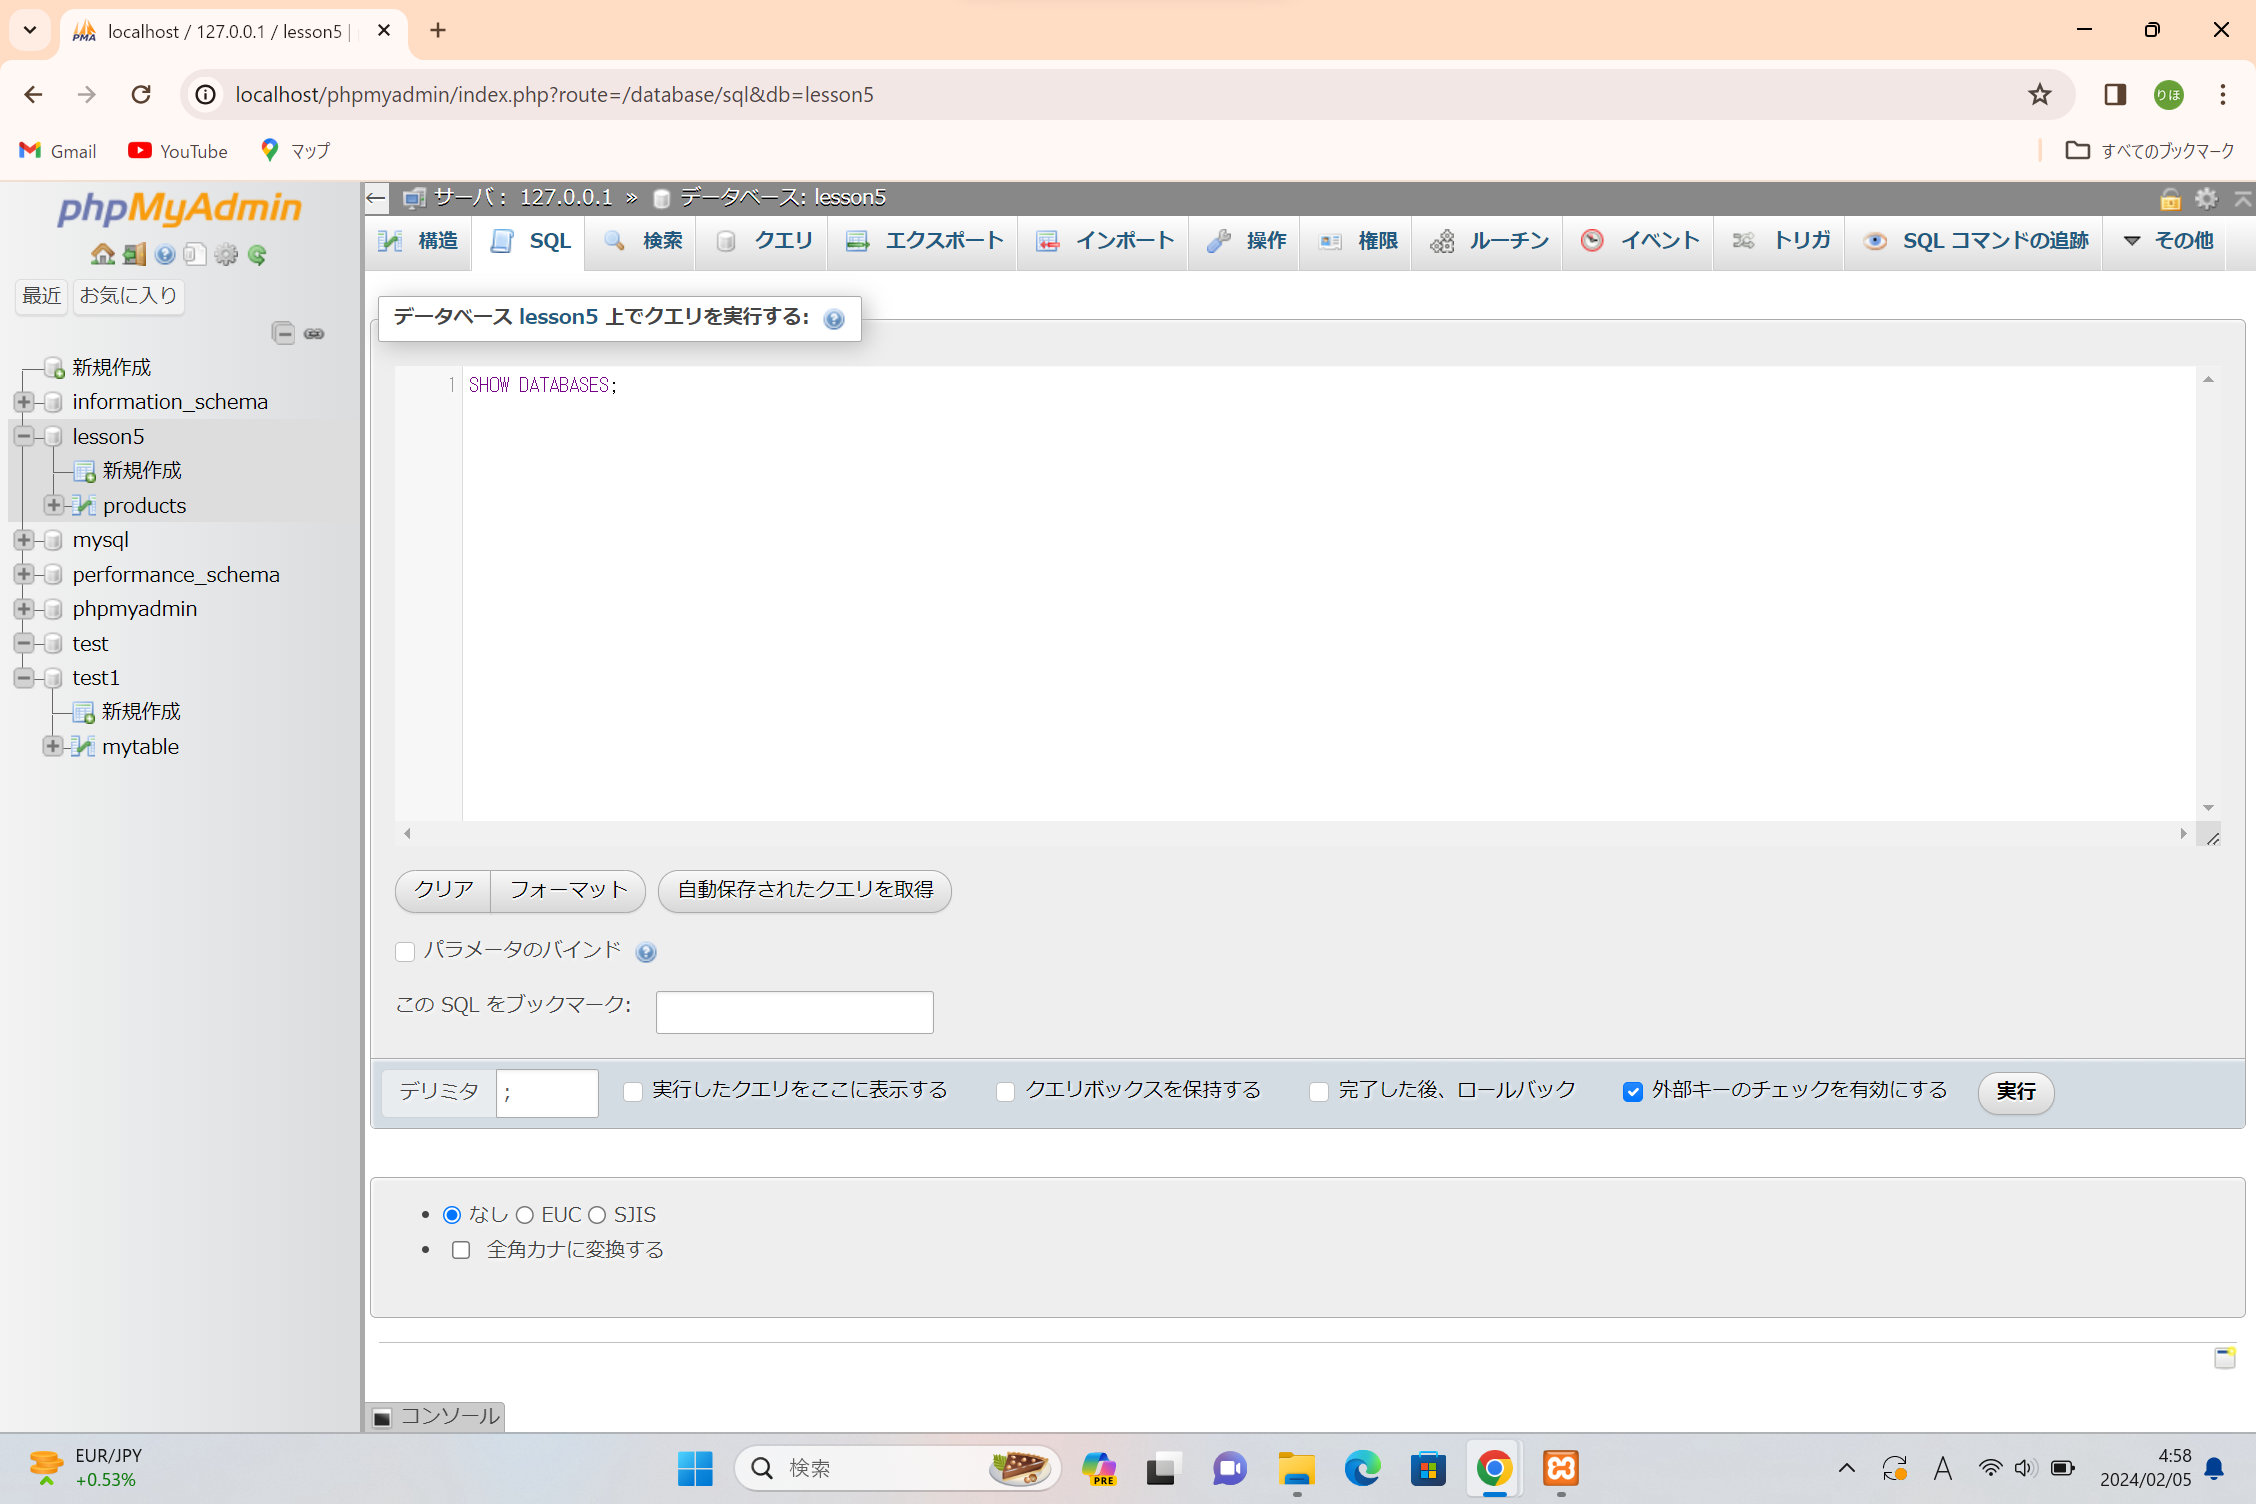 localhost / 127.0.0.1 / lesson5 |
localhost/phpmyadmin/index.php?route=/database/sql&db=lesson5
りほ
Gmail
YouTube
マップ
すべてのブックマーク
phpMyAdmin
最近
お気に入り
新規作成
information_schema
lesson5
新規作成
products
mysql
performance_schema
phpmyadmin
test
test1
新規作成
mytable
サーバ: 127.0.0.1 » データベース: lesson5
構造
SQL
検索
クエリ
エクスポート
インポート
操作
権限
ルーチン
イベント
トリガ
SQL コマンドの追跡
その他
データベース lesson5 上でクエリを実行する:
1 SHOW DATABASES;
クリア
フォーマット
自動保存されたクエリを取得
パラメータのバインド
この SQL をブックマーク:
デリミタ ;
実行したクエリをここに表示する
クエリボックスを保持する
完了した後、ロールバック
外部キーのチェックを有効にする
実行
なし EUC SJIS
全角カナに変換する
コンソール
EUR/JPY
+0.53%
検索
PRE
A
4:58
2024/02/05